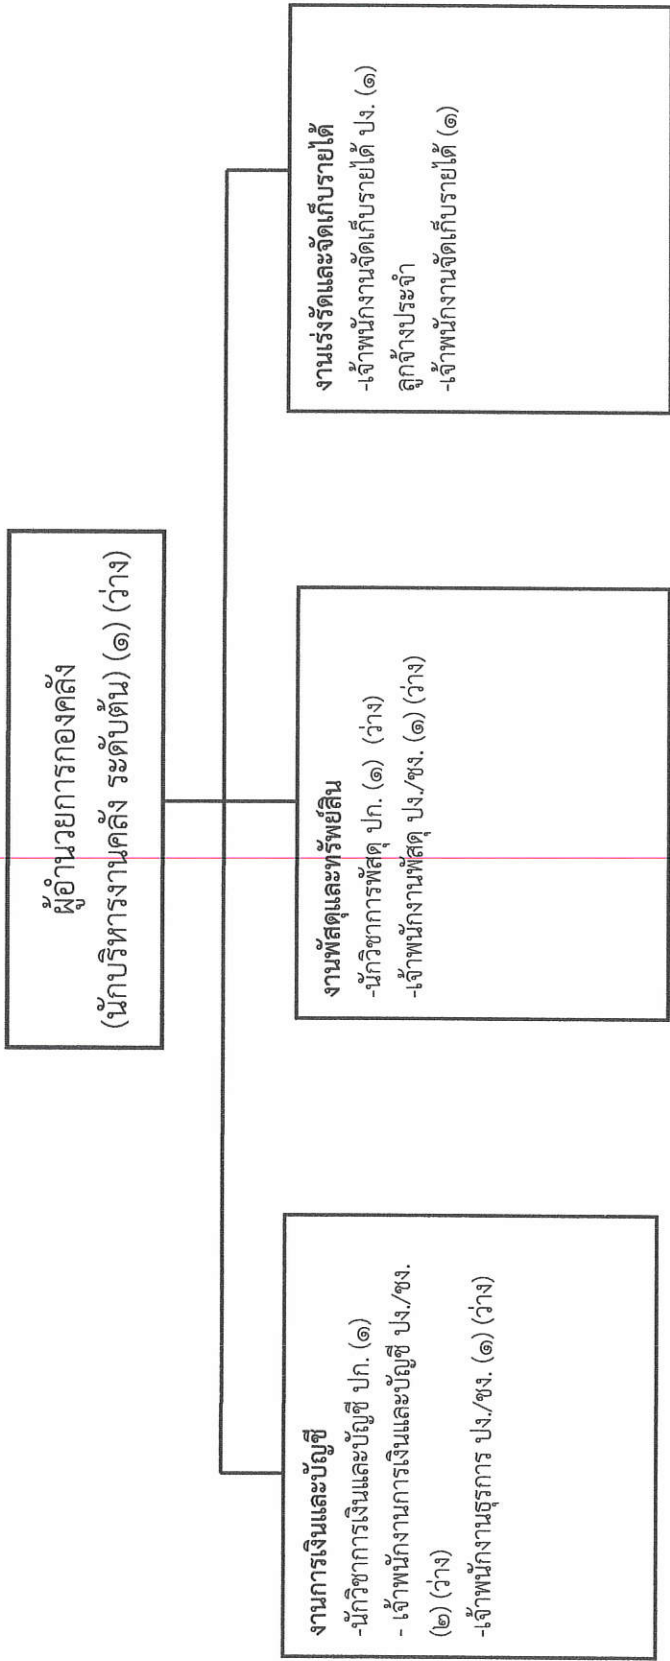 ผู้อำนวยการกองคลัง
(นักบริหารงานคลัง ระดับต้น) (๑) (ว่าง)
งานการเงินและบัญชี
-นักวิชาการเงินและบัญชี ปก. (๑)
- เจ้าพนักงานการเงินและบัญชี ปง./ชง.
(๒) (ว่าง)
-เจ้าพนักงานธุรการ ปง./ชง. (๑) (ว่าง)
งานพัสดุและทรัพย์สิน
-นักวิชาการพัสดุ ปก. (๑) (ว่าง)
-เจ้าพนักงานพัสดุ ปง./ชง. (๑) (ว่าง)
งานเร่งรัดและจัดเก็บรายได้
-เจ้าพนักงานจัดเก็บรายได้ ปง. (๑)
ลูกจ้างประจำ
-เจ้าพนักงานจัดเก็บรายได้ (๑)